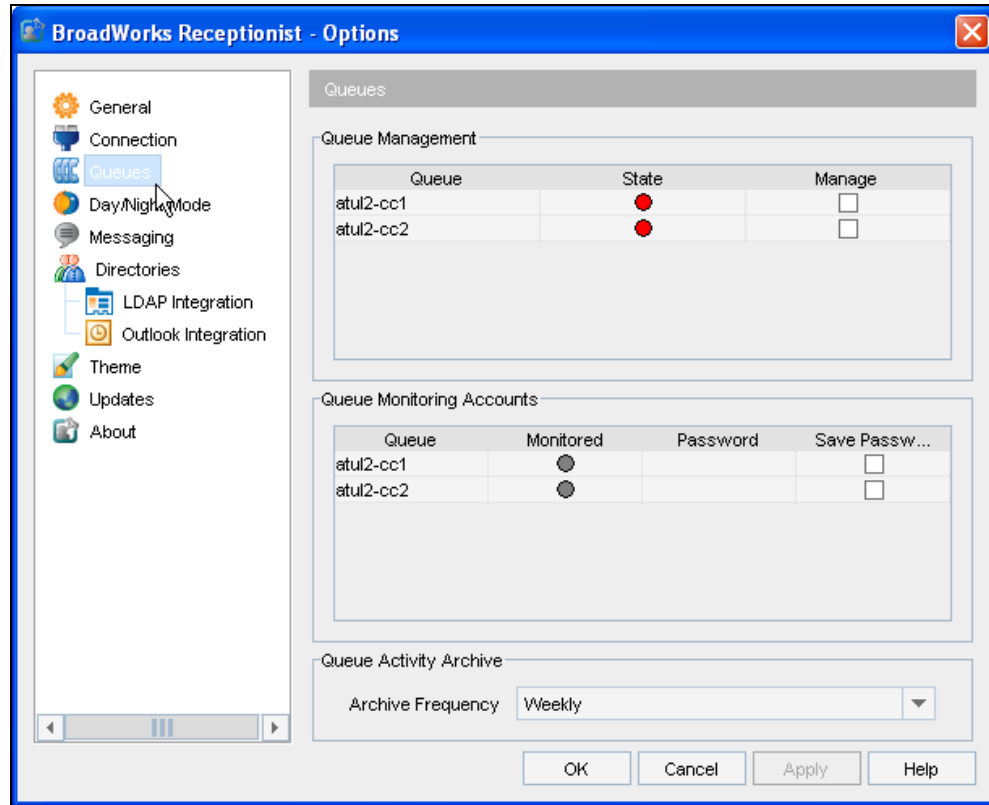 BroadWorks Receptionist - Options
General
Connection
Queues
Day/Night Mode
Messaging
Directories
LDAP Integration
Outlook Integration
Theme
Updates
About
Queues
Queue Management
Queue State Manage
atul2-cc1
atul2-cc2
Queue Monitoring Accounts
Queue Monitored Password Save Passw...
atul2-cc1
atul2-cc2
Queue Activity Archive
Archive Frequency Weekly
OK Cancel Apply Help